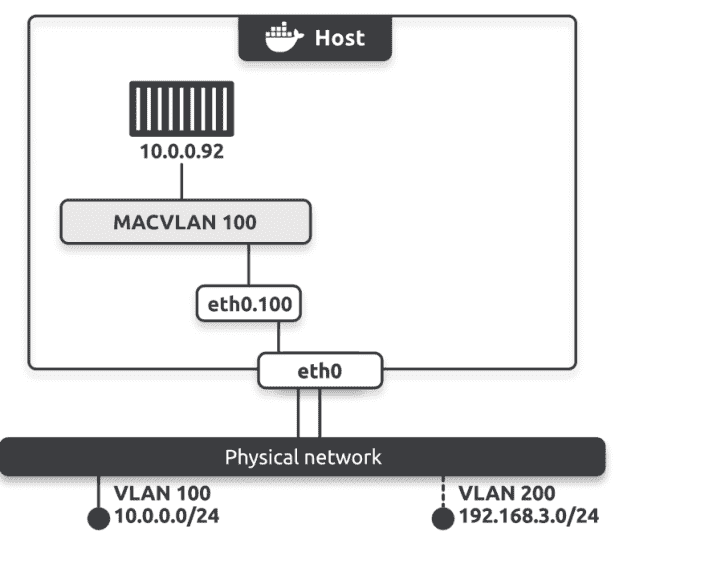 Host
10.0.0.92
MACVLAN 100
eth0.100
eth0
Physical network
VLAN 100
10.0.0.0/24
VLAN 200
192.168.3.0/24